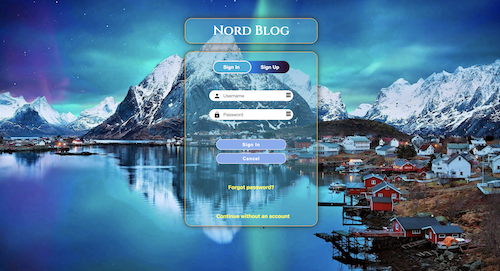 Nord Blog
Sign In Sign Up
Username
Password
Sign In
Cancel
Forgot password?
Continue without an account